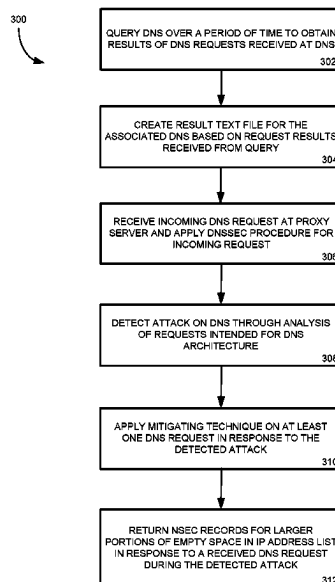 300
QUERY DNS OVER A PERIOD OF TIME TO OBTAIN
RESULTS OF DNS REQUESTS RECEIVED AT DNS
302
CREATE RESULT TEXT FILE FOR THE
ASSOCIATED DNS BASED ON REQUEST RESULTS
RECEIVED FROM QUERY
304
RECEIVE INCOMING DNS REQUEST AT PROXY
SERVER AND APPLY DNSSEC PROCEDURE FOR
INCOMING REQUEST
306
DETECT ATTACK ON DNS THROUGH ANALYSIS
OF REQUESTS INTENDED FOR DNS
ARCHITECTURE
308
APPLY MITIGATING TECHNIQUE ON AT LEAST
ONE DNS REQUEST IN RESPONSE TO THE
DETECTED ATTACK
310
RETURN NSEC RECORDS FOR LARGER
PORTIONS OF EMPTY SPACE IN IP ADDRESS LIST
IN RESPONSE TO A RECEIVED DNS REQUEST
DURING THE DETECTED ATTACK
312